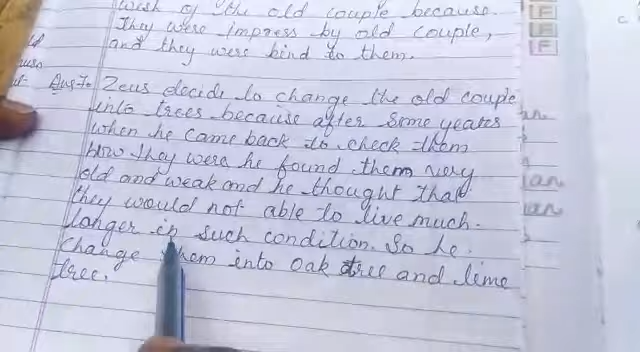 wish of the old couple because
they were impress by old couple,
and they were kind to them.
Ans 7. Zeus decide to change the old couple
into trees because after some years
when he came back to check them
how they were he found them very
old and weak and he thought that
they would not able to live much.
longer in such condition. So he.
change them into oak tree and lime
tree.